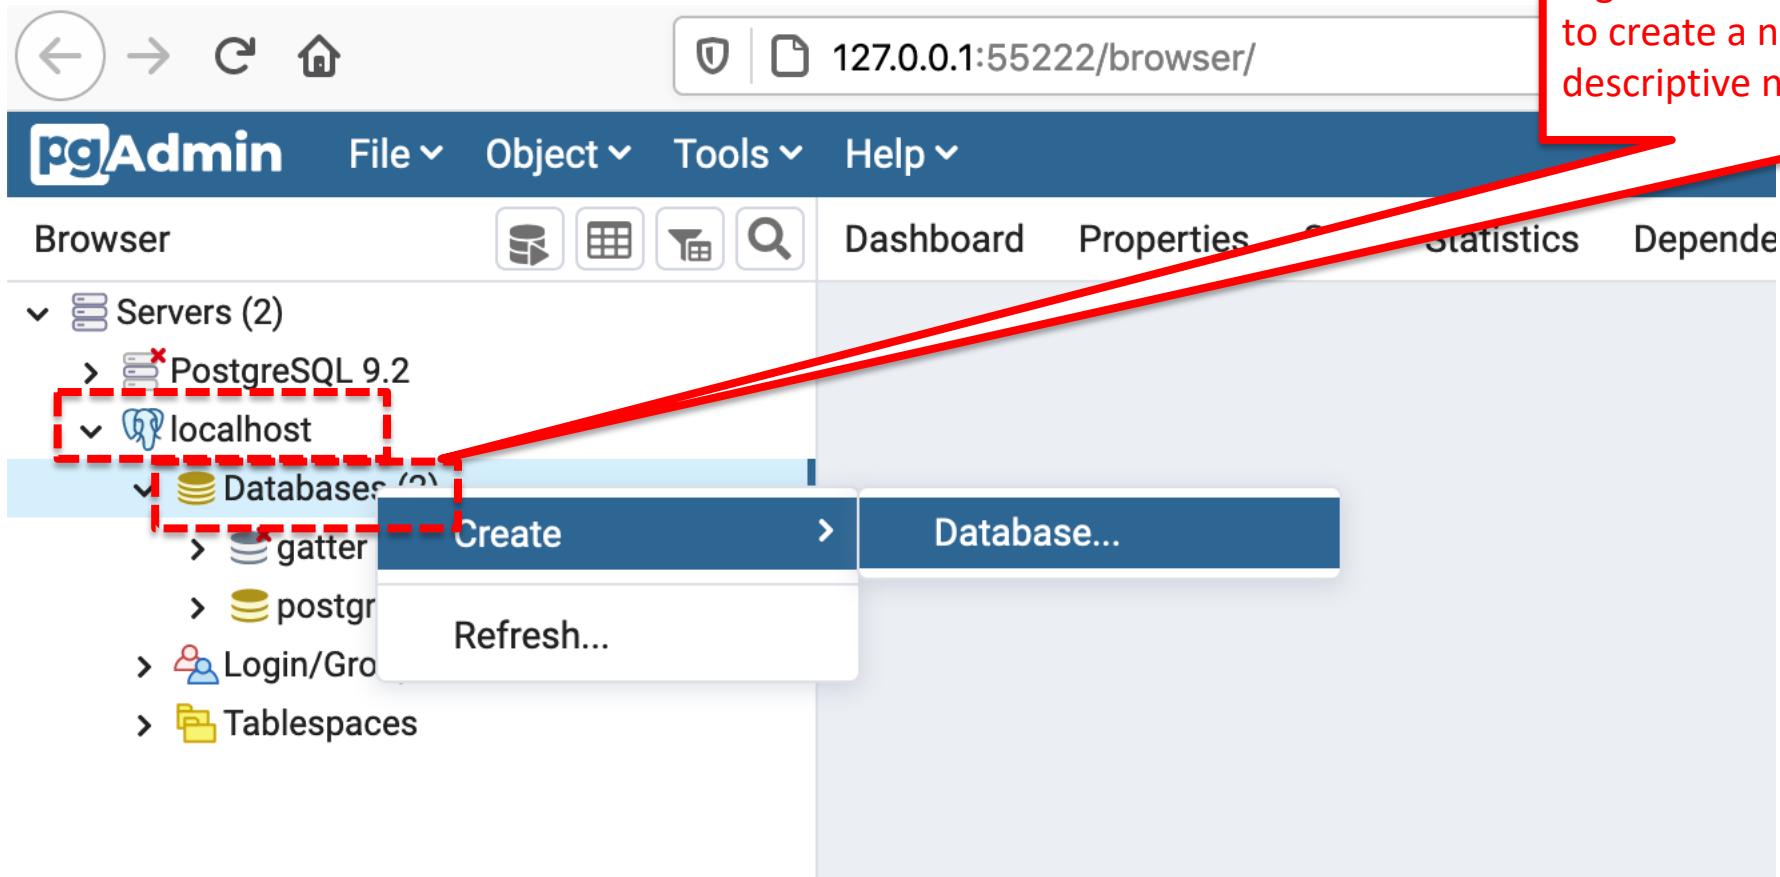 to create a n
descriptive n
127.0.0.1:55222/browser/
pgAdmin File Object Tools Help
Browser
Dashboard Properties Statistics Depende
Servers (2)
PostgreSQL 9.2
localhost
Databases (2)
Create Database...
gatter
postgr
Refresh...
Login/Gro
Tablespaces